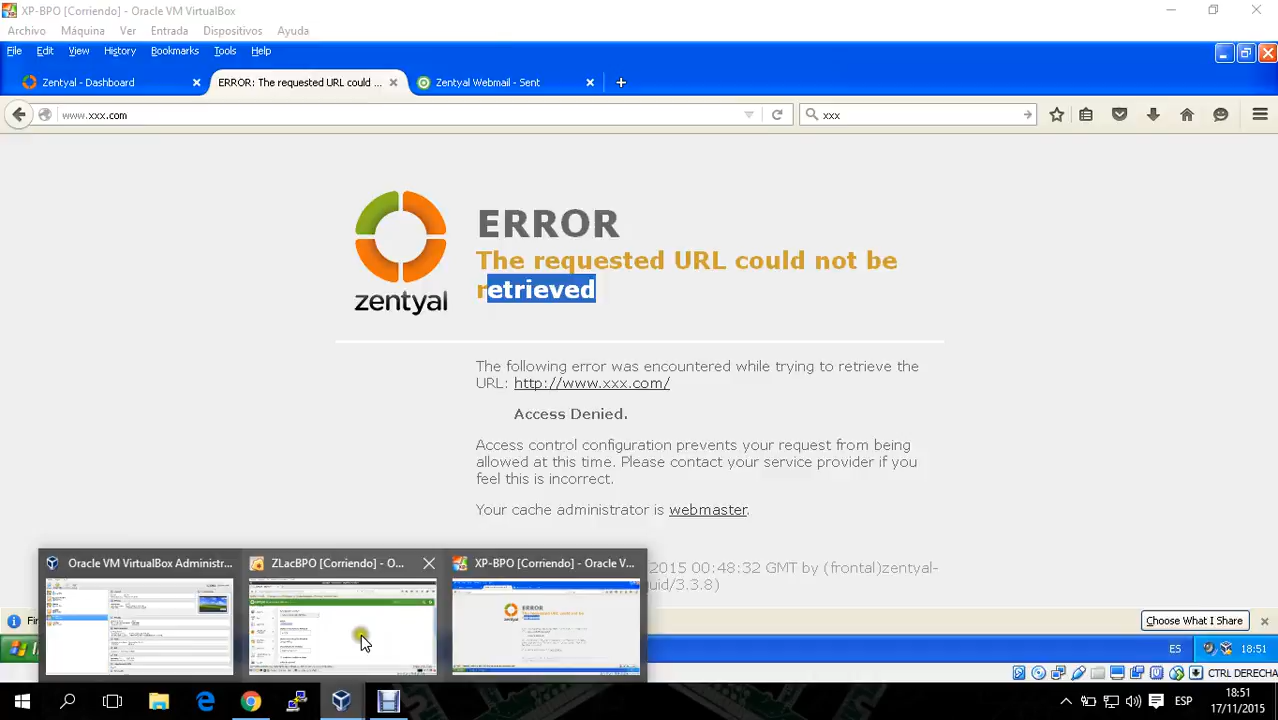 XP-BPO [Corriendo] - Oracle VM VirtualBox
Archivo Máquina Ver Entrada Dispositivos Ayuda
File Edit View History Bookmarks Tools Help
Zentyal - Dashboard
ERROR: The requested URL could ...
Zentyal Webmail - Sent
www.xxx.com
xxx
zentyal
ERROR
The requested URL could not be
retrieved
The following error was encountered while trying to retrieve the
URL: http://www.xxx.com/
Access Denied.
Access control configuration prevents your request from being
allowed at this time. Please contact your service provider if you
feel this is incorrect.
Your cache administrator is webmaster.
2015 00:48:32 GMT by (frontal)zentyal-
Oracle VM VirtualBox Administr...
ZLacBPO [Corriendo] - O...
XP-BPO [Corriendo] - Oracle V...
ERROR
Choose What I Share
ES
18:51
CTRL DERECHA
ESP
18:51
17/11/2015